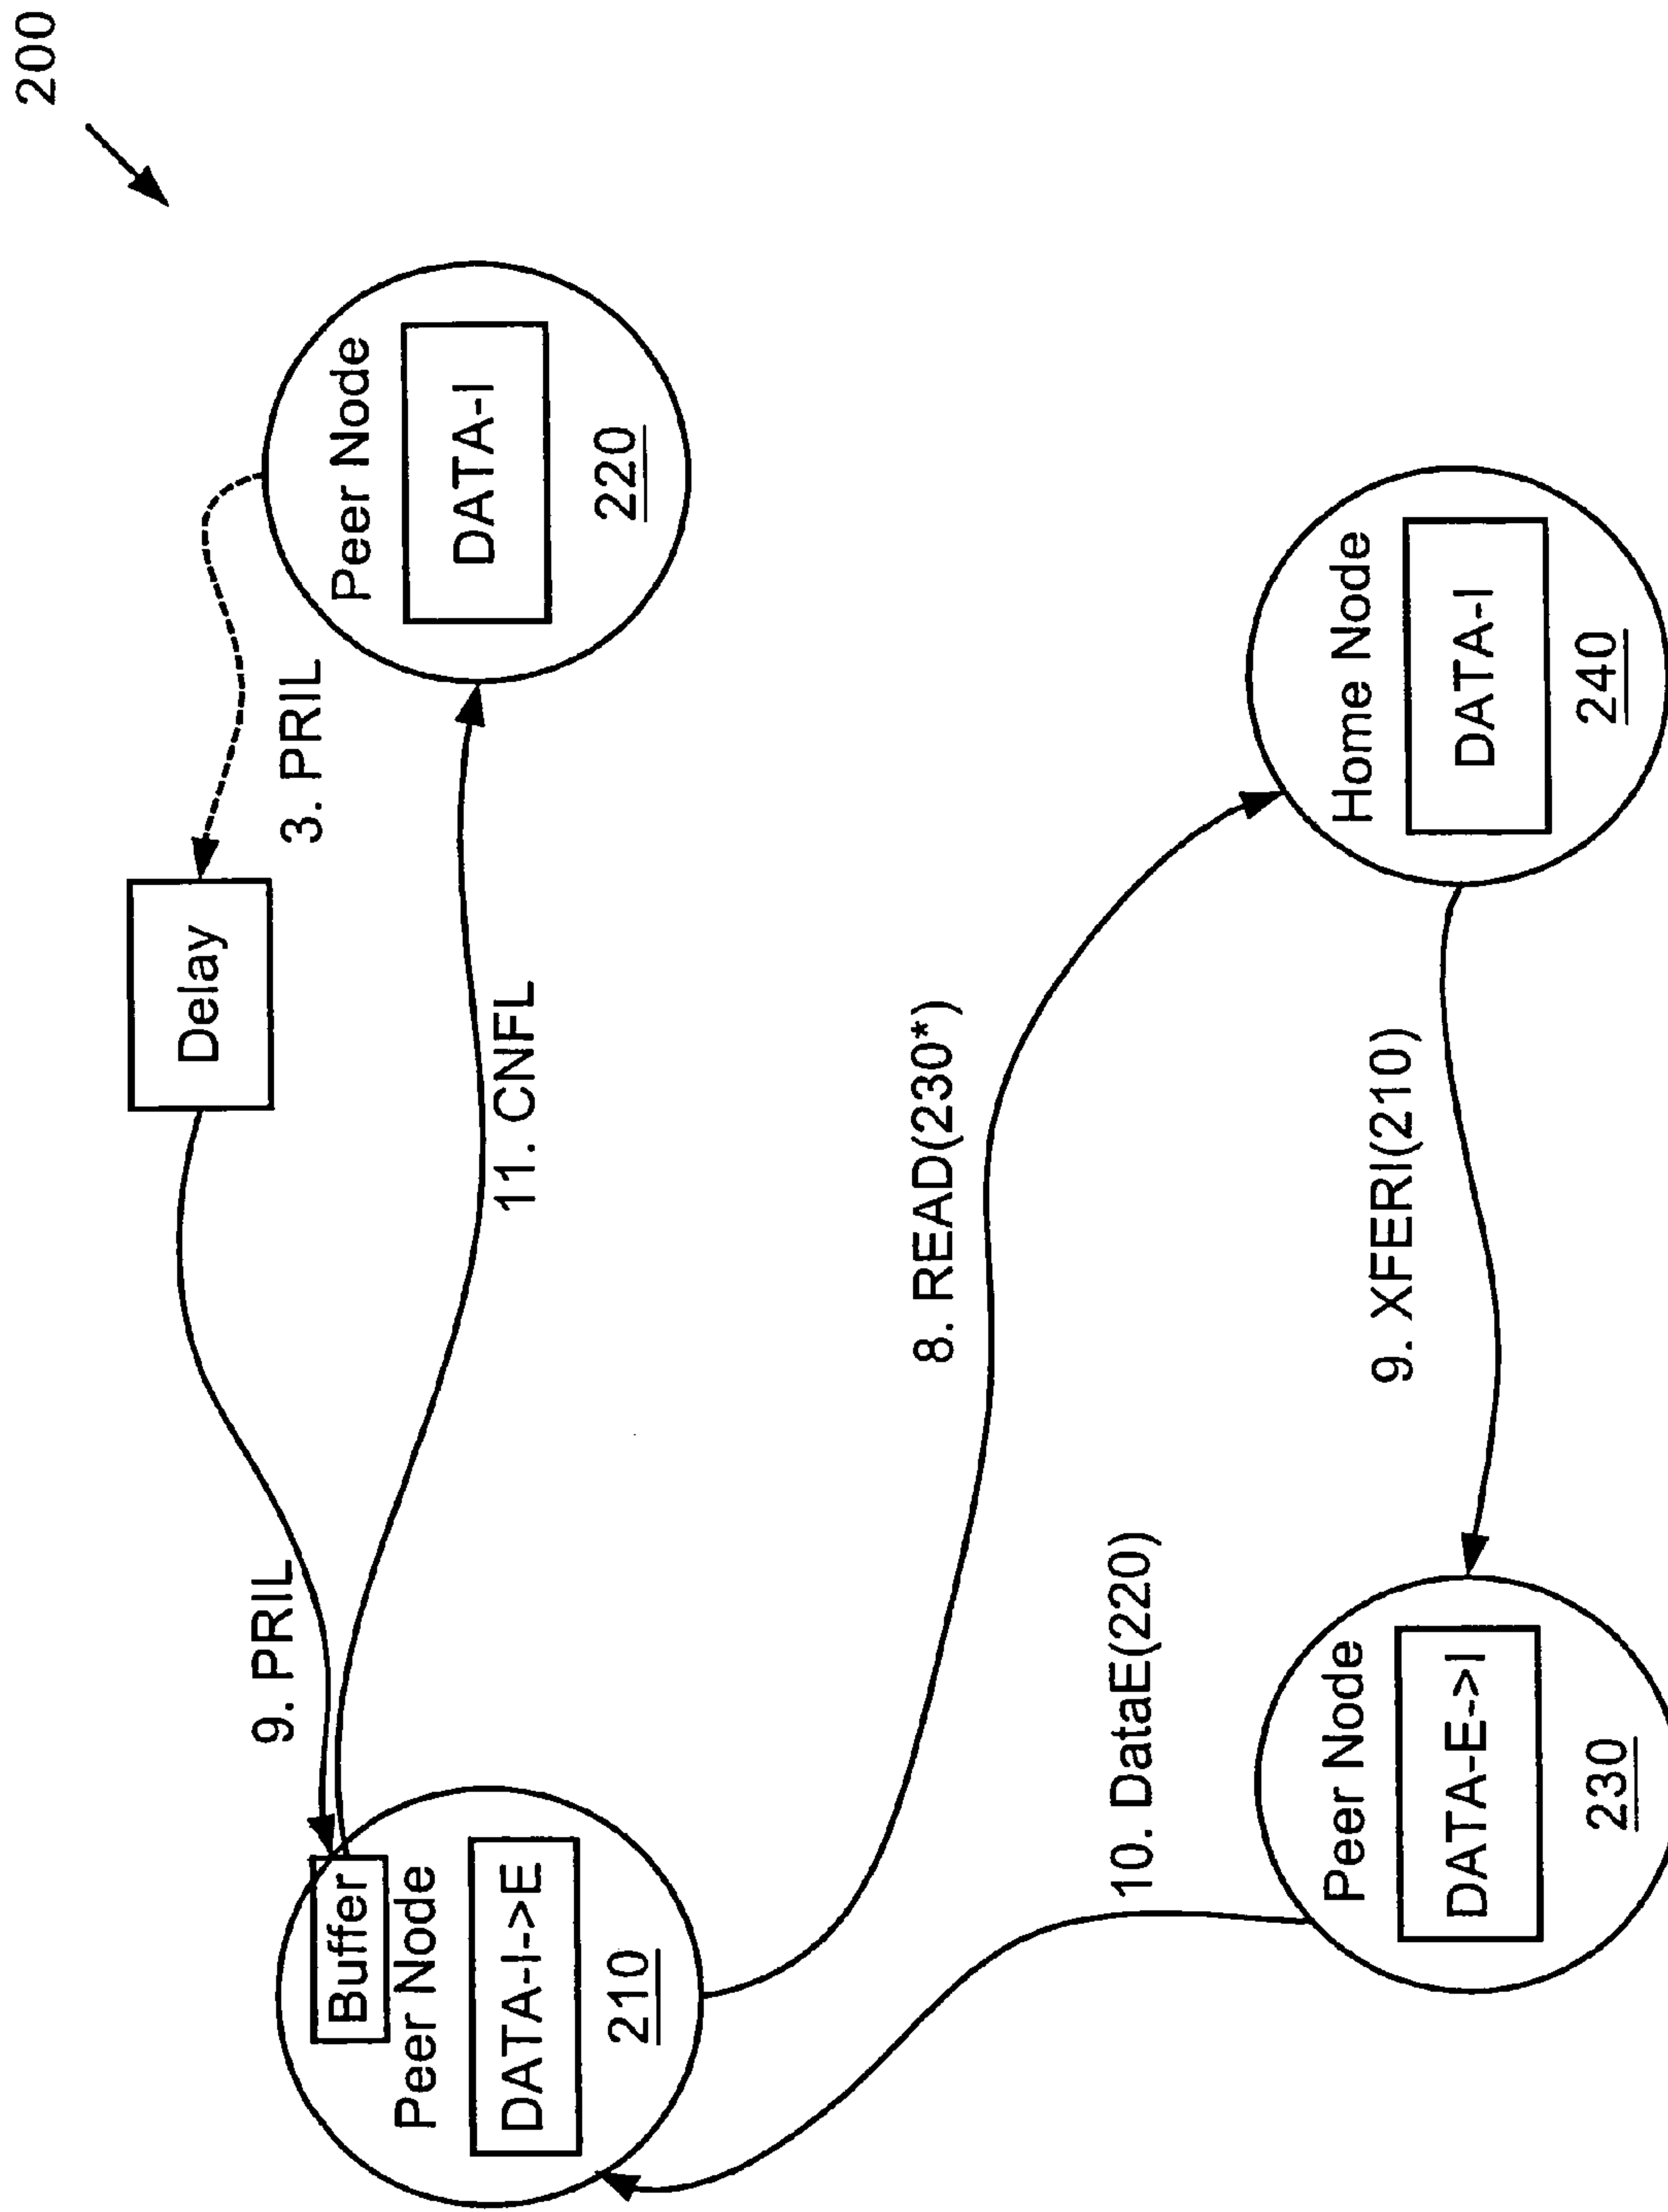 200
Delay
3. PRIL
9. PRIL
Buffer
Peer Node
DATA-I->E
210
Peer Node
DATA-I
220
11. CNFL
8. READ(230*)
10. DataE(220)
9. XFERI(210)
Peer Node
DATA-E->I
230
Home Node
DATA-I
240